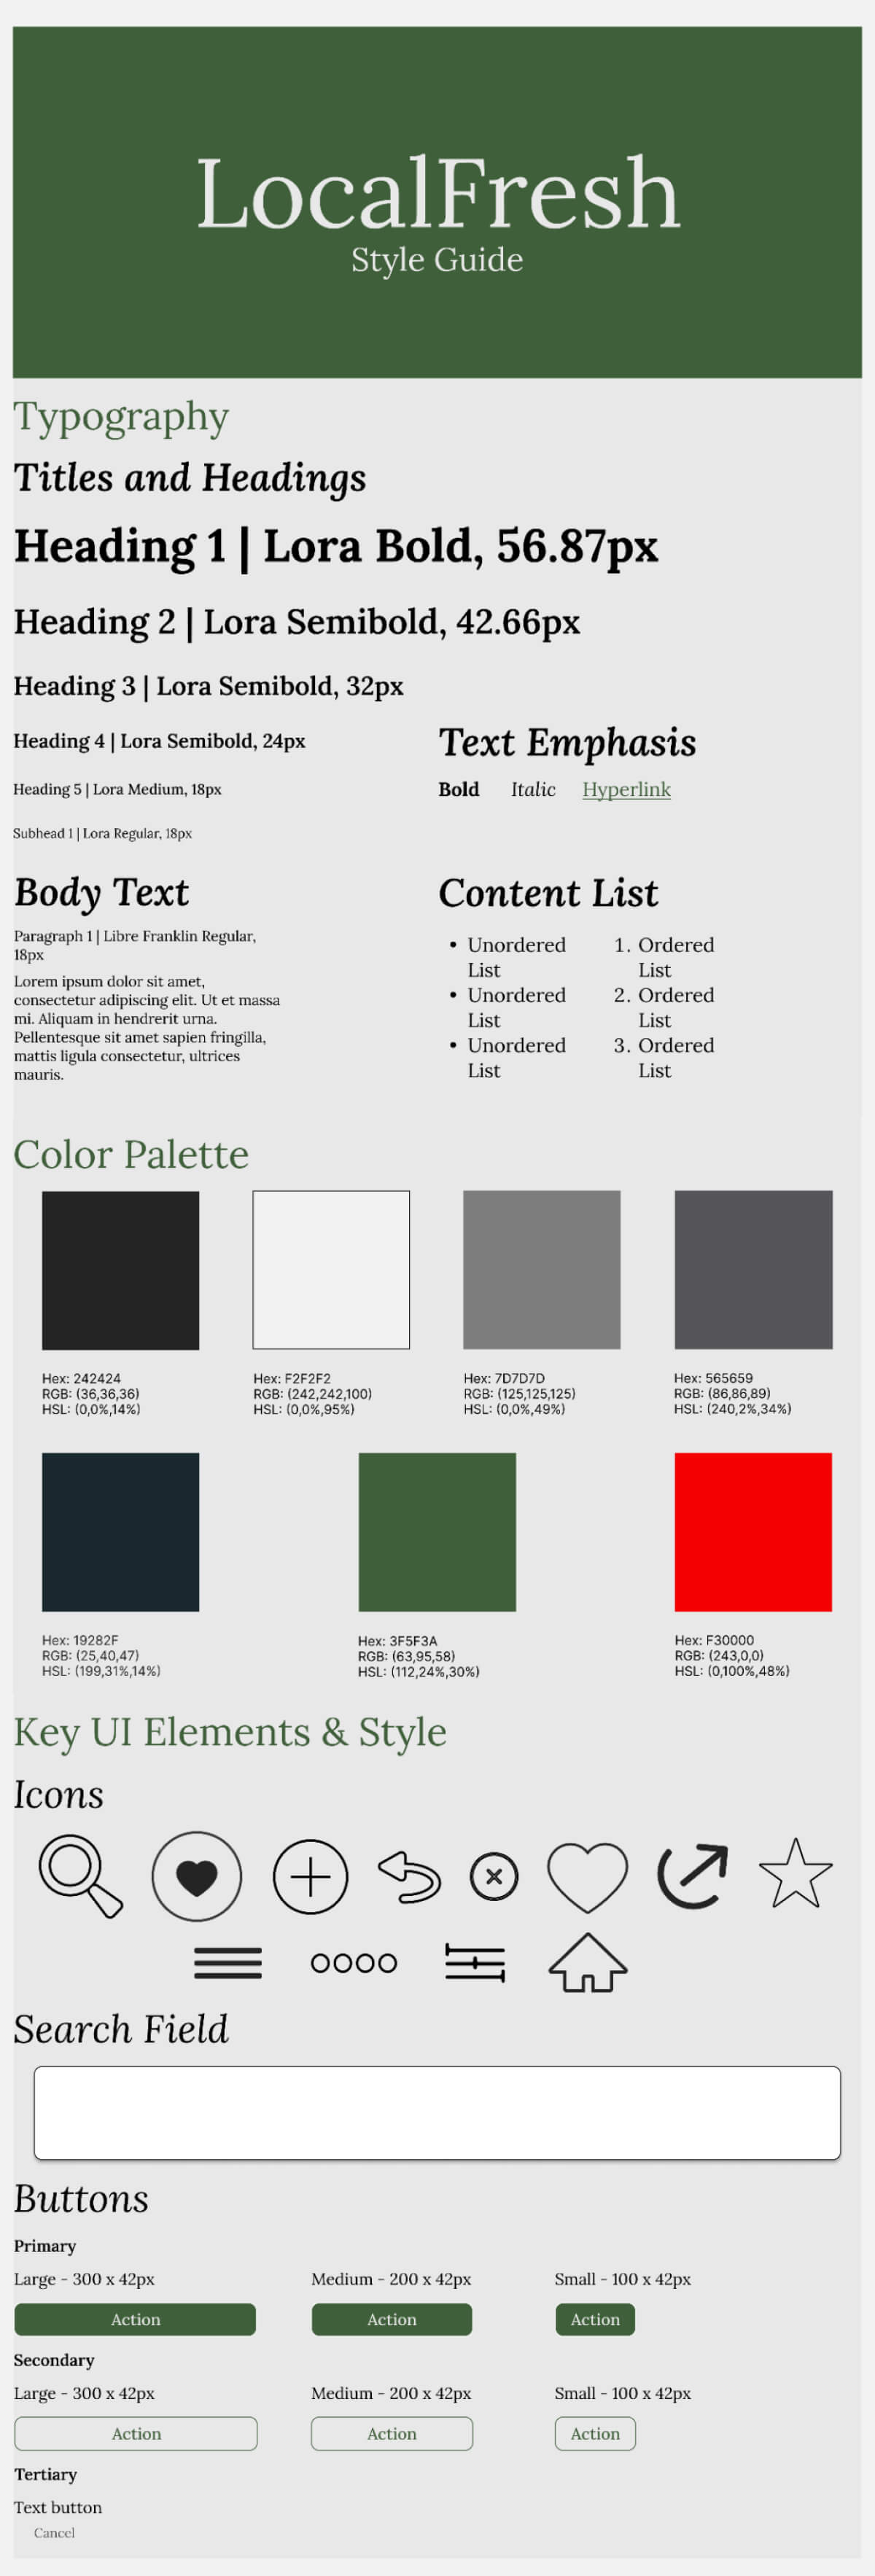 LocalFresh
Style Guide
Typography
Titles and Headings
Heading 1 | Lora Bold, 56.87px
Heading 2 | Lora Semibold, 42.66px
Heading 3 | Lora Semibold, 32px
Heading 4 | Lora Semibold, 24px
Heading 5 | Lora Medium, 18px
Subhead 1 | Lora Regular, 18px
Text Emphasis
Bold Italic Hyperlink
Body Text
Paragraph 1 | Libre Franklin Regular,
18px
Lorem ipsum dolor sit amet,
consectetur adipiscing elit. Ut et massa
mi. Aliquam in hendrerit urna.
Pellentesque sit amet sapien fringilla,
mattis ligula consectetur, ultrices
mauris.
Content List
• Unordered
List
• Unordered
List
• Unordered
List
1. Ordered
List
2. Ordered
List
3. Ordered
List
Color Palette
Hex: 242424
RGB: (36,36,36)
HSL: (0,0%,14%)
Hex: F2F2F2
RGB: (242,242,100)
HSL: (0,0%,95%)
Hex: 7D7D7D
RGB: (125,125,125)
HSL: (0,0%,49%)
Hex: 565659
RGB: (86,86,89)
HSL: (240,2%,34%)
Hex: 19282F
RGB: (25,40,47)
HSL: (199,31%,14%)
Hex: 3F5F3A
RGB: (63,95,58)
HSL: (112,24%,30%)
Hex: F30000
RGB: (243,0,0)
HSL: (0,100%,48%)
Key UI Elements & Style
Icons
Search Field
Buttons
Primary
Large - 300 x 42px
Medium - 200 x 42px
Small - 100 x 42px
Action
Action
Action
Secondary
Large - 300 x 42px
Medium - 200 x 42px
Small - 100 x 42px
Action
Action
Action
Tertiary
Text button
Cancel